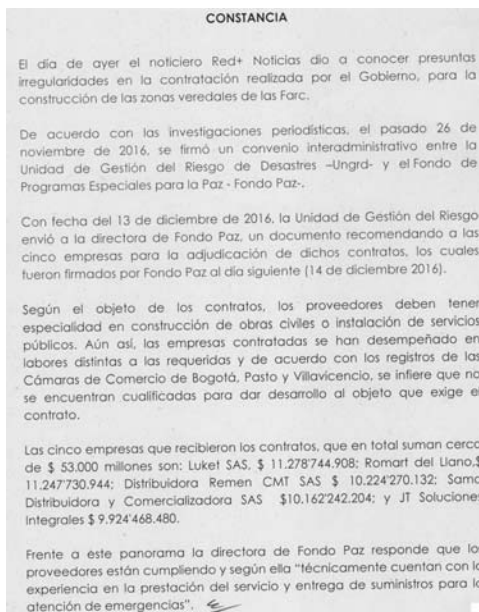 CONSTANCIA
El día de ayer el noticiero Red+ Noticias dio a conocer presuntas
irregularidades en la contratación realizada por el Gobierno, para la
construcción de las zonas veredales de las Farc.
De acuerdo con las investigaciones periodísticas, el pasado 26 de
noviembre de 2016, se firmó un convenio interadministrativo entre la
Unidad de Gestión del Riesgo de Desastres –Ungrd- y el Fondo de
Programas Especiales para la Paz - Fondo Paz-.
Con fecha del 13 de diciembre de 2016, la Unidad de Gestión del Riesgo
envió a la directora de Fondo Paz, un documento recomendando a las
cinco empresas para la adjudicación de dichos contratos, los cuales
fueron firmados por Fondo Paz al día siguiente (14 de diciembre 2016).
Según el objeto de los contratos, los proveedores deben tener
especialidad en construcción de obras civiles o instalación de servicios
públicos. Aún así, las empresas contratadas se han desempeñado en
labores distintas a las requeridas y de acuerdo con los registros de las
Cámaras de Comercio de Bogotá, Pasto y Villavicencio, se infiere que no
se encuentran cualificadas para dar desarrollo al objeto que exige el
contrato.
Las cinco empresas que recibieron los contratos, que en total suman cerca
de $ 53.000 millones son: Luket SAS, $ 11.278'744.908; Romart del Llano,$
11.247'730.944; Distribuidora Remen CMT SAS $ 10.224'270.132; Samo
Distribuidora y Comercializadora SAS $10.162'242.204; y JT Soluciones
Integrales $ 9.924'468.480.
Frente a este panorama la directora de Fondo Paz responde que lo
proveedores están cumpliendo y según ella “técnicamente cuentan con l
experiencia en la prestación del servicio y entrega de suministros para l
atención de emergencias”.